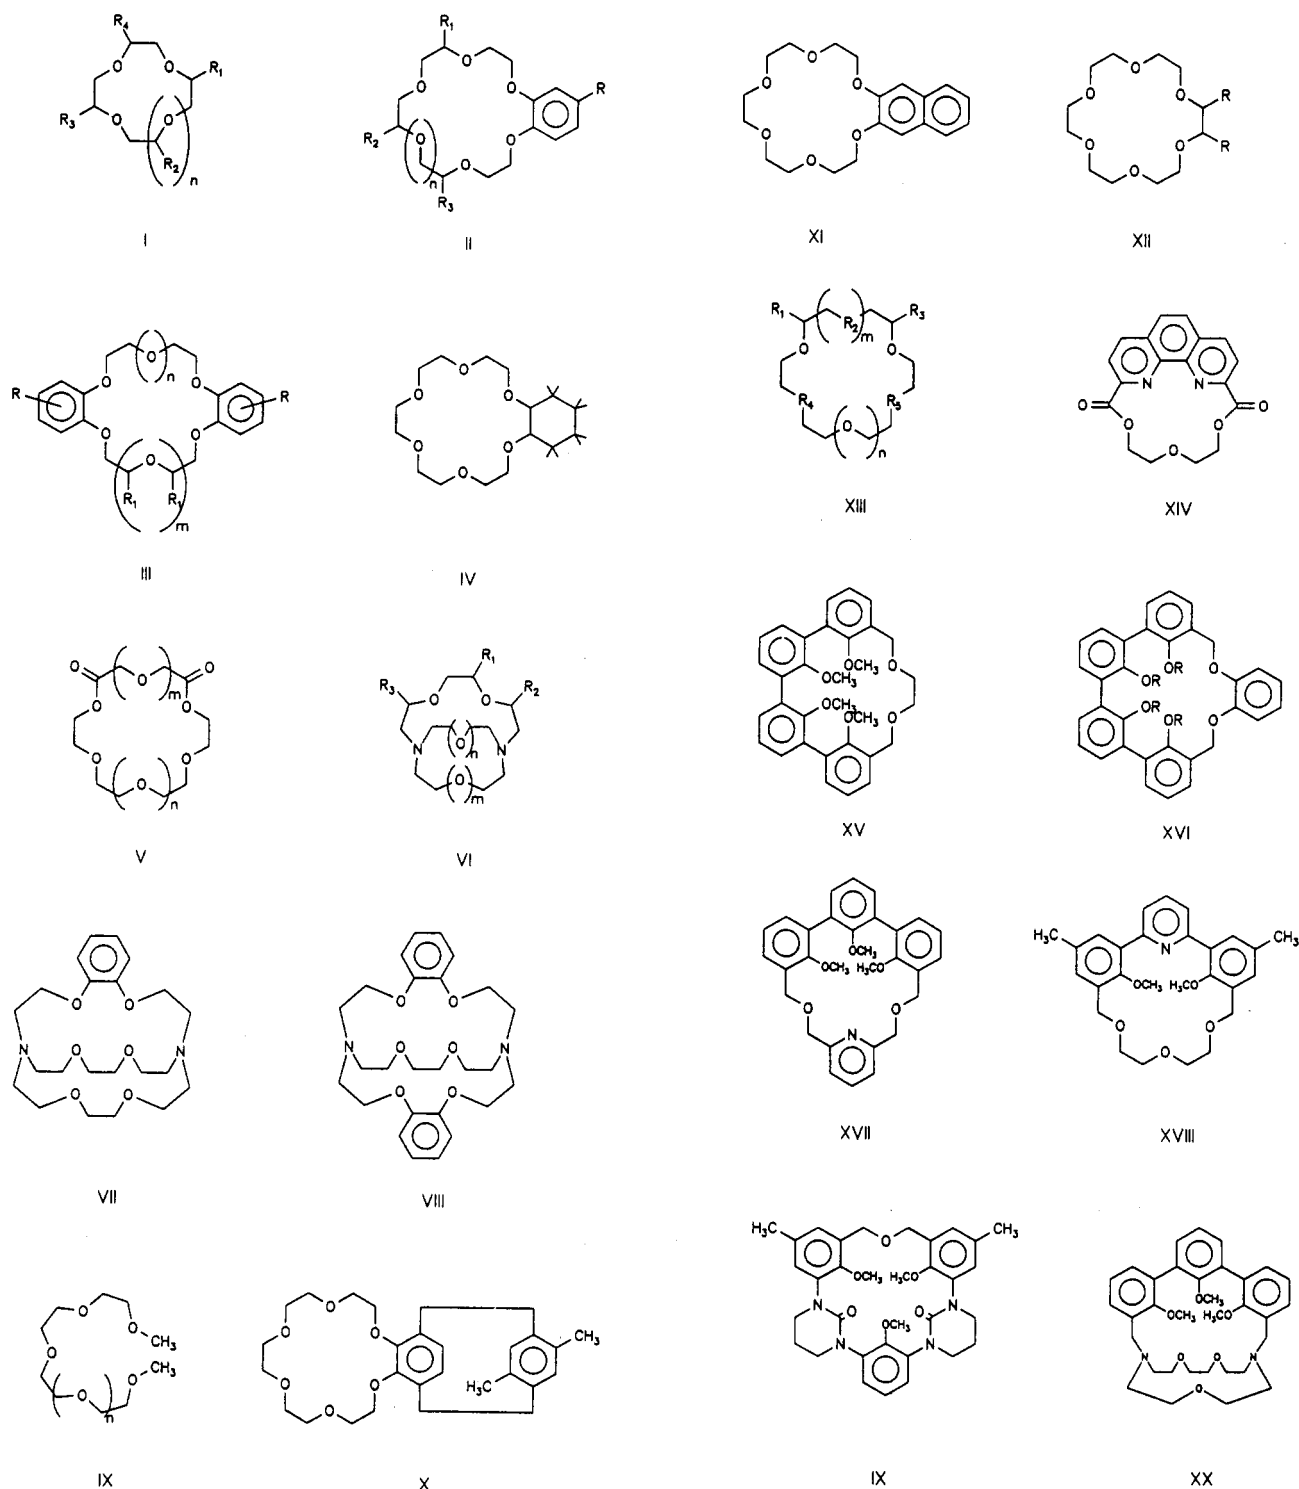 R₄
O O R₁
O O
R₃
R₂
n
I
R₁
O O
O O R
R₂ O O
n O
R₃
II
O
O O
O O
O
XI
O
O O R
O O R
O
XII
O n
O O
R R
O O
O
R₁ R₁
m
III
O
O O
O O
O
IV
R₁ R₂ m R₃
O O
R₄ R₅
O n
XIII
N N
O O
O O
O
XIV
O O m O
O O
O O
O n
V
R₁
R₃ O O R₂
N O n N
O m
VI
O
OCH₃ OCH₃
OCH₃ OCH₃
O
XV
O
OR OR
OR OR
O
XVI
O O
N O O N
O O
VII
O O
N O O N
O O
VIII
OCH₃
OCH₃ H₃CO
O O
N
XVII
H₃C N CH₃
OCH₃ H₃CO
O O
O
XVIII
O
O CH₃
O O CH₃
O n
IX
O
O O CH₃
O O H₃C
O
X
H₃C O CH₃
OCH₃ H₃CO
N O O N
N OCH₃ N
IX
OCH₃
OCH₃ H₃CO
N O O N
O
XX